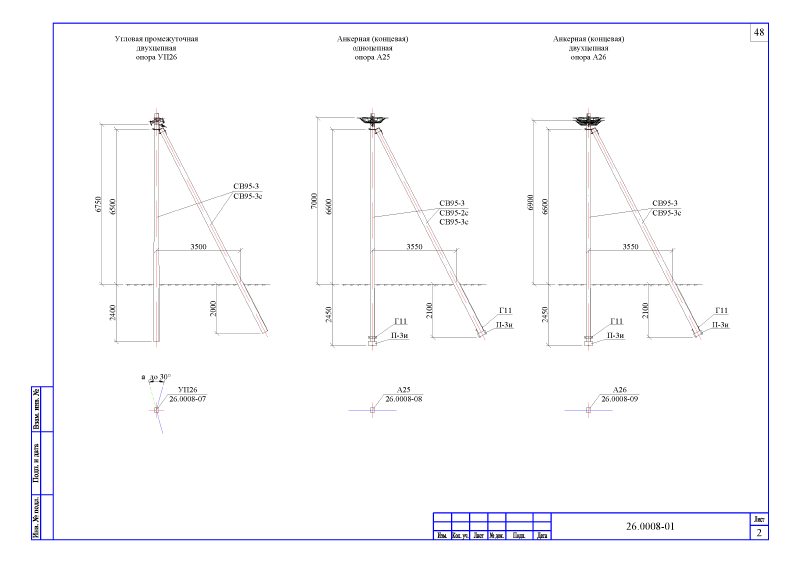 48
Угловая промежуточная
двухцепная
опора УП26
Анкерная (концевая)
одноцепная
опора А25
Анкерная (концевая)
двухцепная
опора А26
6750
6500
СВ95-3
СВ95-3с
3500
2400
2000
7000
6600
СВ95-3
СВ95-2с
СВ95-3с
3550
2450
2100
Г11
П-3и
Г11
П-3и
6900
6600
СВ95-3
СВ95-3с
3550
2450
2100
Г11
П-3и
Г11
П-3и
а до 30°
УП26
26.0008-07
А25
26.0008-08
А26
26.0008-09
Взам. инв. №
Подп. и дата
Инв. № подл.
Изм. Кол. уч. Лист № док. Подп. Дата
26.0008-01
Лист
2